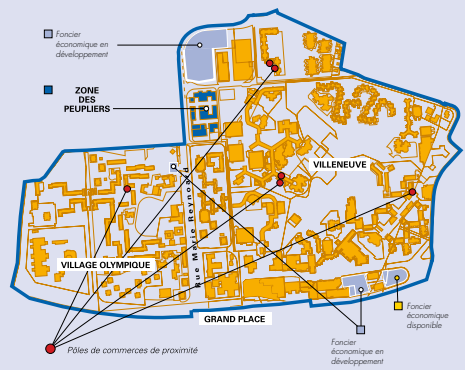 Foncier
économique en
développement
ZONE
DES
PEUPLIERS
VILLENEUVE
Rue Marie Reynoard
VILLAGE OLYMPIQUE
GRAND PLACE
Foncier
économique
disponible
Pôles de commerces de proximité
Foncier
économique en
développement